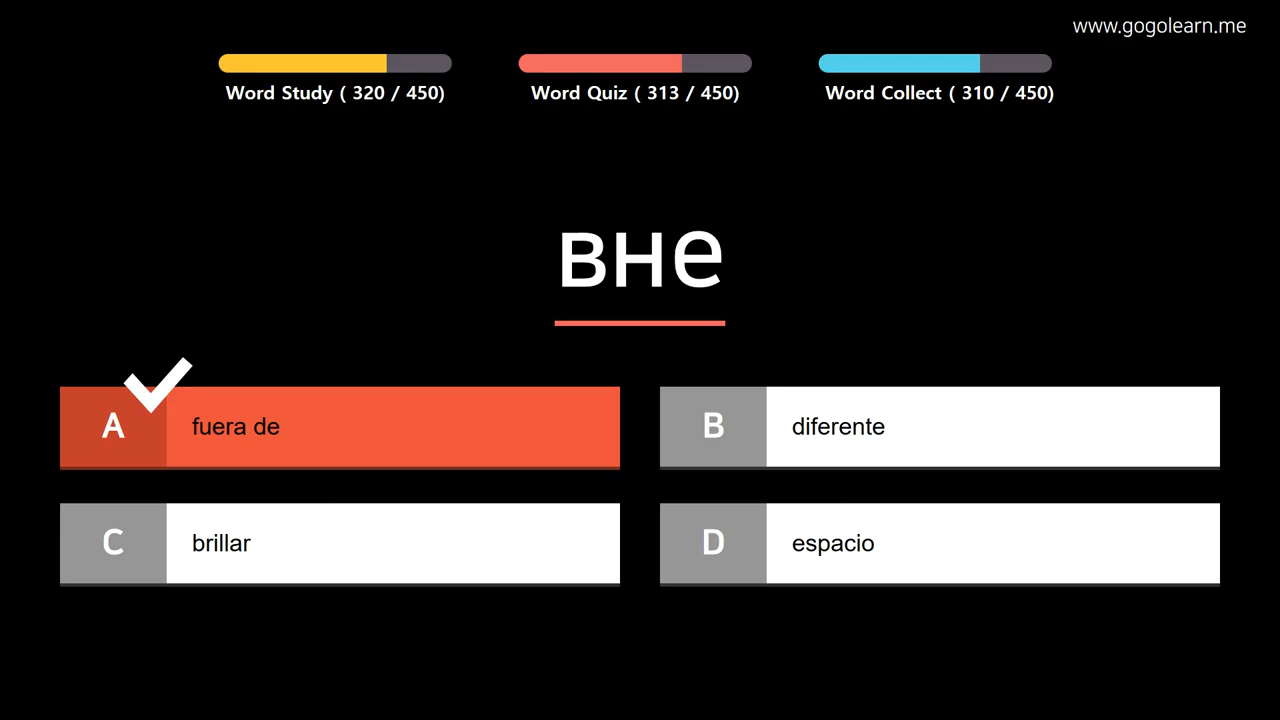 www.gogolearn.me
Word Study ( 320 / 450)
Word Quiz ( 313 / 450)
Word Collect ( 310 / 450)
вне
A fuera de
B diferente
C brillar
D espacio